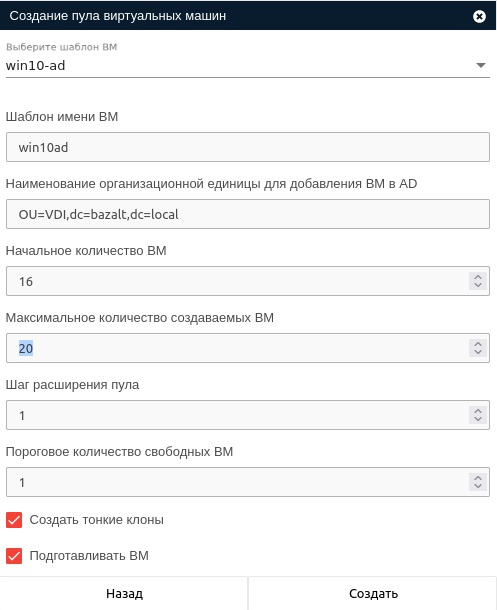 Создание пула виртуальных машин
Выберите шаблон ВМ
win10-ad
Шаблон имени ВМ
win10ad
Наименование организационной единицы для добавления ВМ в AD
OU=VDI,dc=bazalt,dc=local
Начальное количество ВМ
16
Максимальное количество создаваемых ВМ
20
Шаг расширения пула
1
Пороговое количество свободных ВМ
1
Создать тонкие клоны
Подготавливать ВМ
Назад
Создать